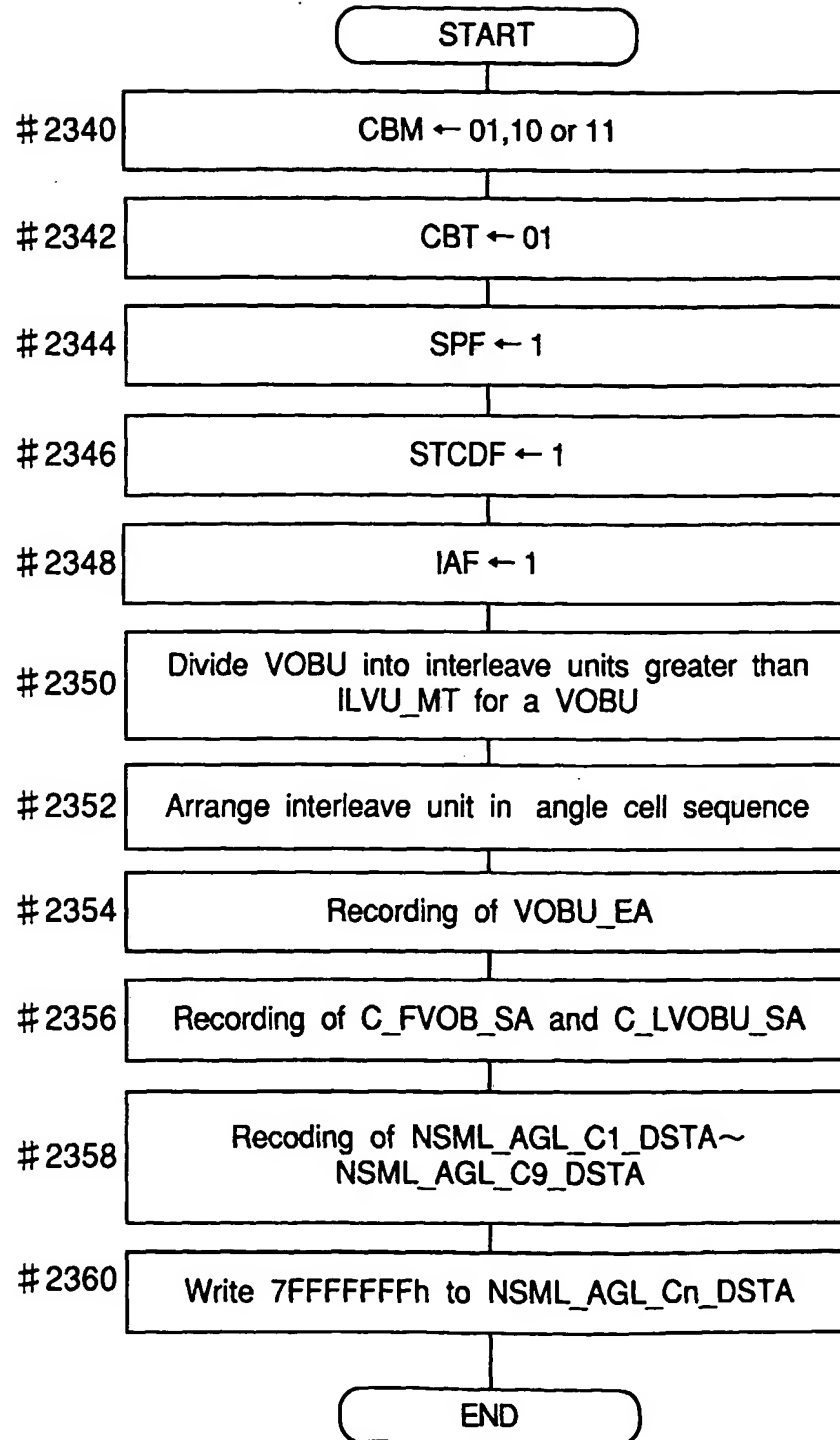 START
#2340 CBM ← 01,10 or 11
#2342 CBT ← 01
#2344 SPF ← 1
#2346 STCDF ← 1
#2348 IAF ← 1
#2350 Divide VOBU into interleave units greater than
ILVU_MT for a VOBU
#2352 Arrange interleave unit in angle cell sequence
#2354 Recording of VOBU_EA
#2356 Recording of C_FVOB_SA and C_LVOBU_SA
#2358 Recoding of NSML_AGL_C1_DSTA~
NSML_AGL_C9_DSTA
#2360 Write 7FFFFFFFh to NSML_AGL_Cn_DSTA
END